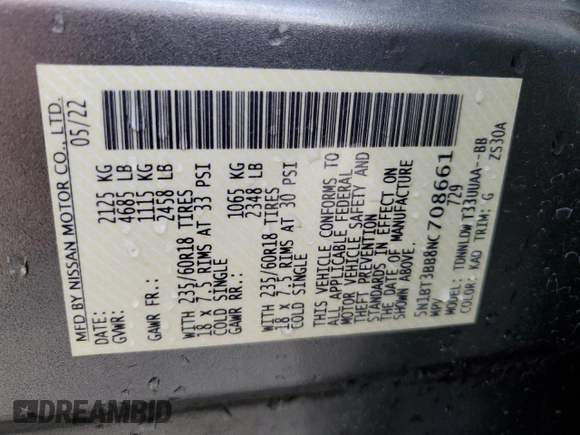 MFD BY NISSAN MOTOR CO., LTD.
DATE: 05/22
GVWR: 2125 KG
4685 LB
GAWR FR: 1115 KG
2458 LB
WITH 235/60R18 TIRES
18 X 7.5 RIMS AT 33 PSI
COLD SINGLE
GAWR RR: 1065 KG
2348 LB
WITH 235/60R18 TIRES
18 X 7.5 RIMS AT 30 PSI
COLD SINGLE
THIS VEHICLE CONFORMS TO
ALL APPLICABLE FEDERAL
MOTOR VEHICLE SAFETY AND
THEFT PREVENTION
STANDARDS IN EFFECT ON
THE DATE OF MANUFACTURE
SHOWN ABOVE.
5N1BT3BB8NC708661
MPV 729
MODEL: TDNNLDW T33UUAA--BB
COLOR: KAD TRIM: G ZS30A
DREAMBID